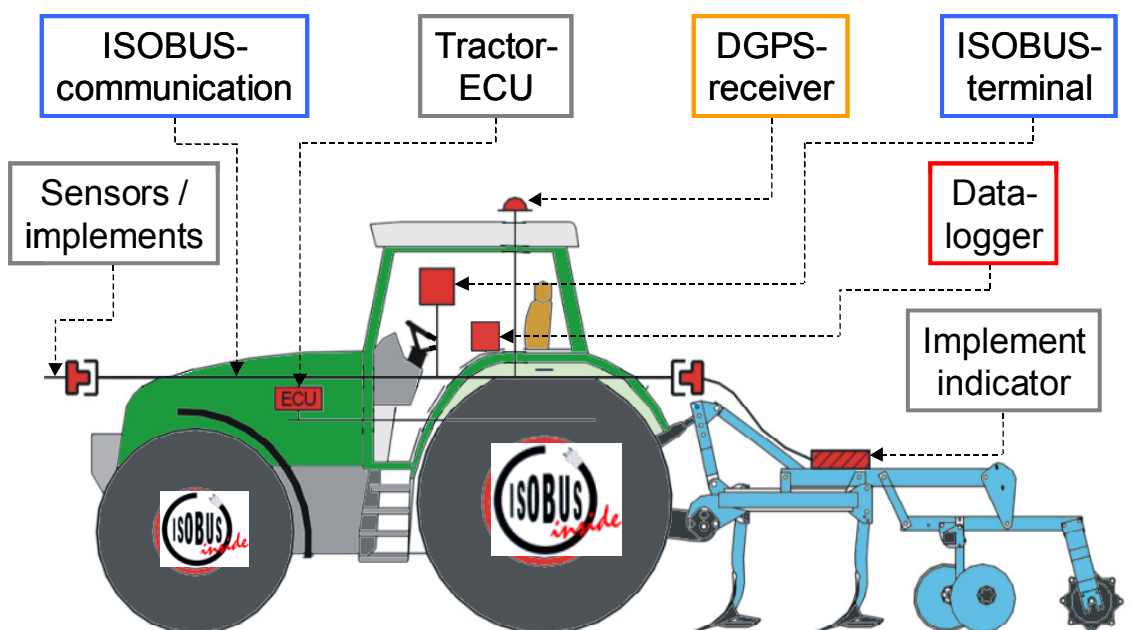 ISOBUS-
communication
Tractor-
ECU
DGPS-
receiver
ISOBUS-
terminal
Sensors /
implements
Data-
logger
Implement
indicator
ECU
ISOBUS
inside
ISOBUS
inside